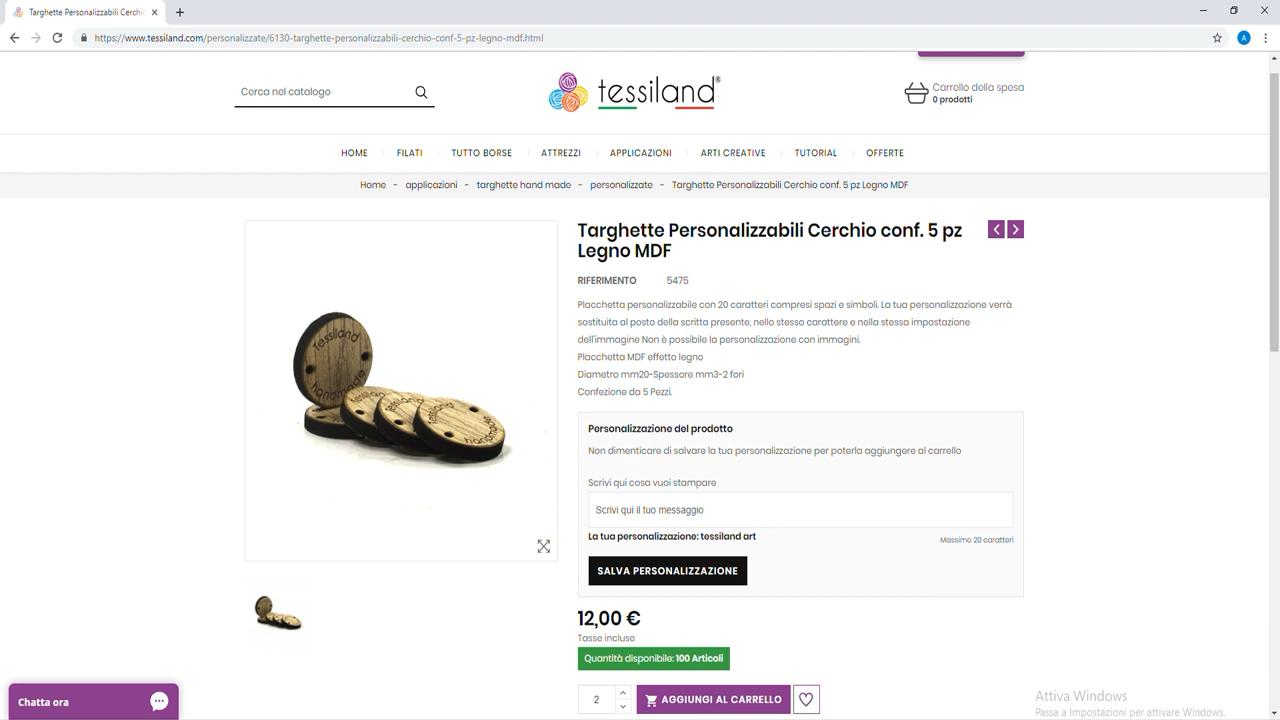 Targhette Personalizzabili Cerchio
https://www.tessiland.com/personalizzate/6130-targhette-personalizzabili-cerchio-conf-5-pz-legno-mdf.html
A
Cerca nel catalogo
tessiland®
Carrello della spesa
0 prodotti
HOME
FILATI
TUTTO BORSE
ATTREZZI
APPLICAZIONI
ARTI CREATIVE
TUTORIAL
OFFERTE
Home - applicazioni - targhette hand made - personalizzate - Targhette Personalizzabili Cerchio conf. 5 pz Legno MDF
Tessiland
handmade
Targhette Personalizzabili Cerchio conf. 5 pz
Legno MDF
RIFERIMENTO 5475
Placchetta personalizzabile con 20 caratteri compresi spazi e simboli. La tua personalizzazione verrà
sostituita al posto della scritta presente, nello stesso carattere e nella stessa impostazione
dell'immagine Non è possibile la personalizzazione con immagini.
Placchetta MDF effetto legno
Diametro mm20-Spessore mm3-2 fori
Confezione da 5 Pezzi.
Personalizzazione del prodotto
Non dimenticare di salvare la tua personalizzazione per poterla aggiungere al carrello
Scrivi qui cosa vuoi stampare
Scrivi qui il tuo messaggio
La tua personalizzazione: tessiland art
Massimo 20 caratteri
SALVA PERSONALIZZAZIONE
12,00 €
Tasse incluse
Quantità disponibile: 100 Articoli
2
AGGIUNGI AL CARRELLO
Chatta ora
Attiva Windows
Passa a Impostazioni per attivare Windows.